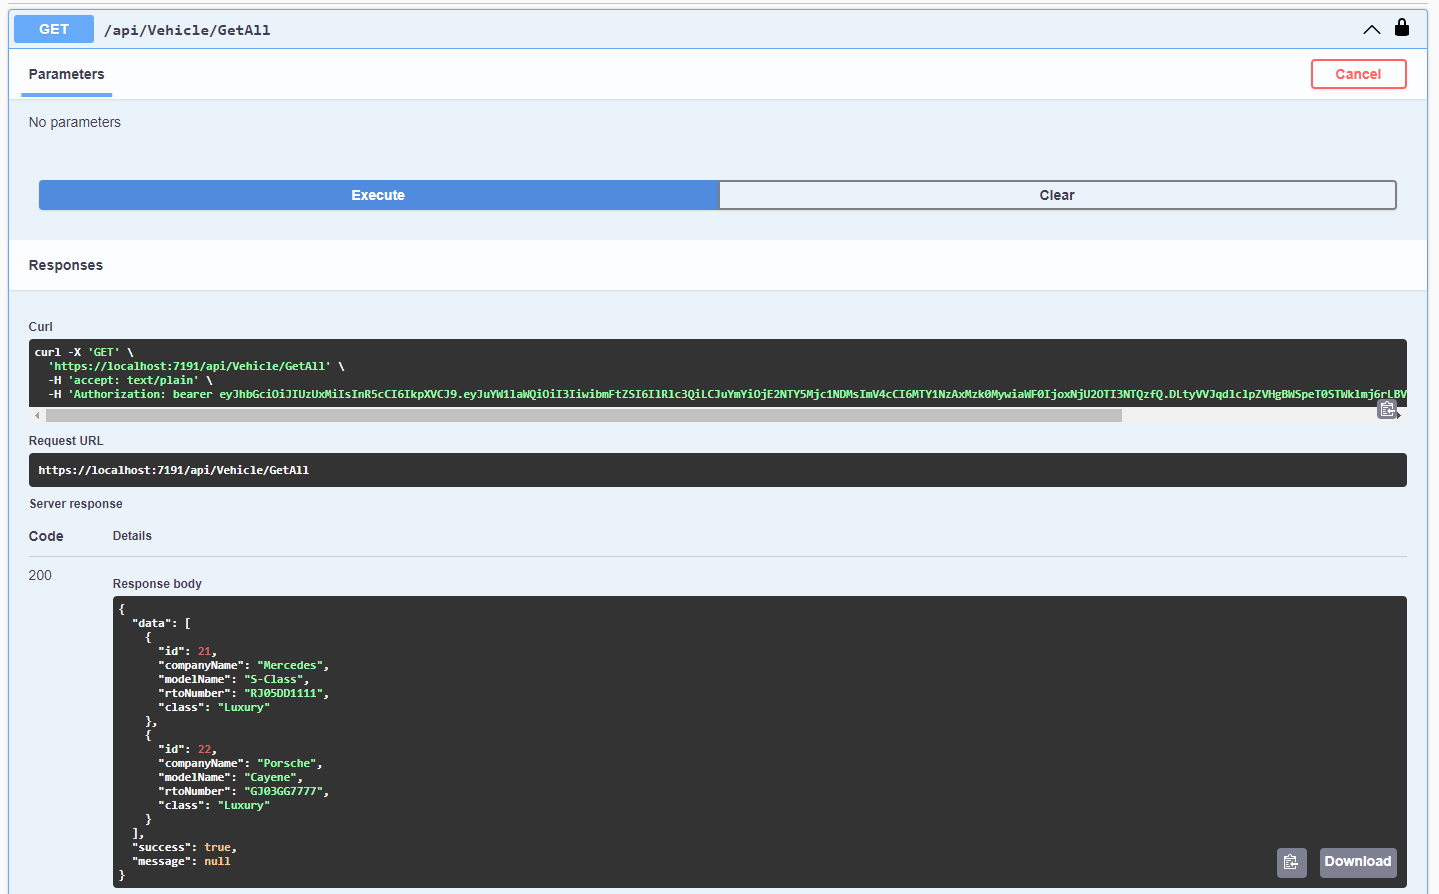 GET /api/Vehicle/GetAll
Parameters
Cancel
No parameters
Execute
Clear
Responses
Curl
curl -X 'GET' \
  'https://localhost:7191/api/Vehicle/GetAll' \
  -H 'accept: text/plain' \
  -H 'Authorization: bearer
Request URL
https://localhost:7191/api/Vehicle/GetAll
Server response
Code
Details
200
Response body
{
  "data": [
    {
      "id": 21,
      "companyName": "Mercedes",
      "modelName": "S-Class",
      "rtoNumber": "RJ05DD1111",
      "class": "Luxury"
    },
    {
      "id": 22,
      "companyName": "Porsche",
      "modelName": "Cayene",
      "rtoNumber": "GJ03GG7777",
      "class": "Luxury"
    }
  ],
  "success": true,
  "message": null
}
Download